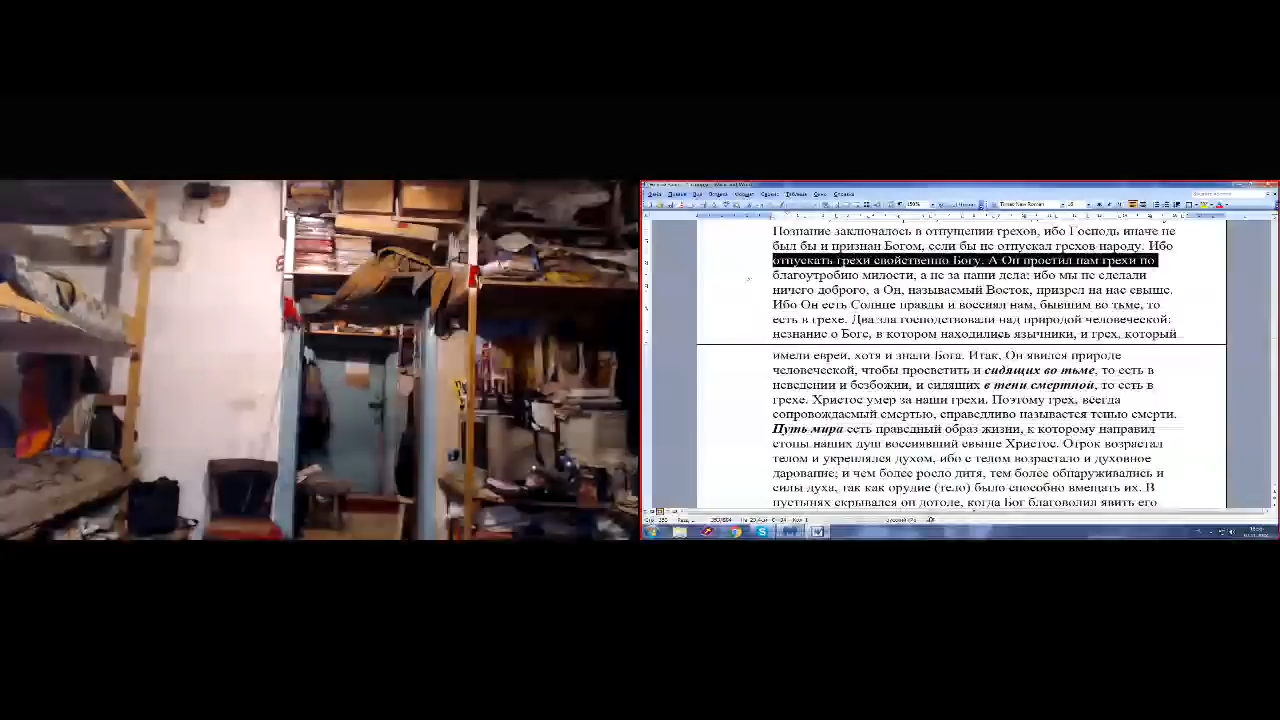 Познание заключалось в отпущении грехов, ибо Господь иначе не
был бы и признан Богом, если бы не отпускал грехов народу. Ибо
отпускать грехи свойственно Богу. А Он простил нам грехи по
благоутробию милости, а не за наши дела; ибо мы не сделали
ничего доброго, а Он, называемый Восток, призрел на нас свыше.
Ибо Он есть Солнце правды и воссиял нам, бывшим во тьме, то
есть в грехе. Два зла господствовали над природой человеческой:
незнание о Боге, в котором находились язычники, и грех, который
имели евреи, хотя и знали Бога. Итак, Он явился природе
человеческой, чтобы просветить и сидящих во тьме, то есть в
неведении и безбожии, и сидящих в тени смертной, то есть в
грехе. Христос умер за наши грехи. Поэтому грех, всегда
сопровождаемый смертью, справедливо называется тенью смерти.
Путь мира есть праведный образ жизни, к которому направил
стопы наших душ воссиявший свыше Христос. Отрок возрастал
телом и укреплялся духом, ибо с телом возрастало и духовное
дарование; и чем более росло дитя, тем более обнаруживались и
силы духа, так как орудие (тело) было способно вмещать их. В
пустынях скрывался он дотоле, когда Бог благоволил явить его